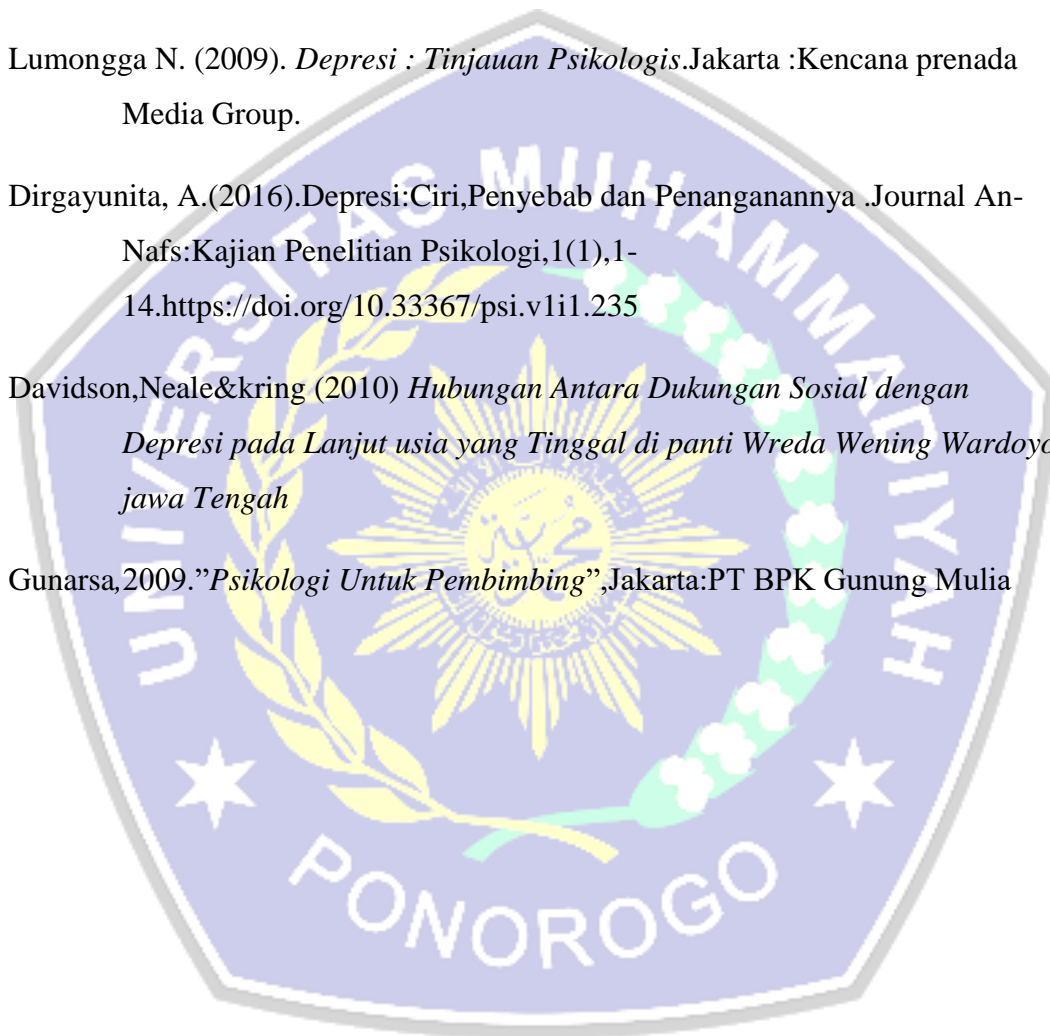 Lumongga N. (2009). Depresi : Tinjauan Psikologis.Jakarta :Kencana prenada
Media Group.
Dirgayunita, A.(2016).Depresi:Ciri,Penyebab dan Penanganannya .Journal An-
Nafs:Kajian Penelitian Psikologi,1(1),1-
14.https://doi.org/10.33367/psi.v1i1.235
Davidson,Neale&kring (2010) Hubungan Antara Dukungan Sosial dengan
Depresi pada Lanjut usia yang Tinggal di panti Wreda Wening Wardoyo
jawa Tengah
Gunarsa,2009.”Psikologi Untuk Pembimbing”,Jakarta:PT BPK Gunung Mulia
UNIVERSITAS MUHAMMADIYAH
PONOROGO